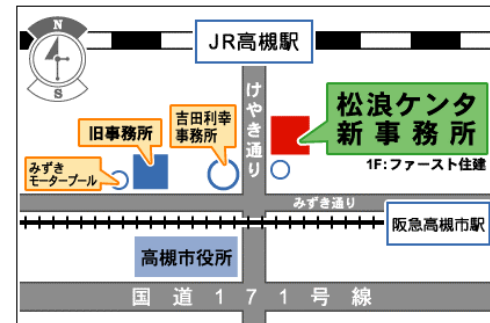 N
S
JR高槻駅
けやき通り
松浪ケンタ
新事務所
1F:ファースト住建
吉田利幸
事務所
旧事務所
みずき
モータープール
みずき通り
阪急高槻市駅
高槻市役所
国道171号線